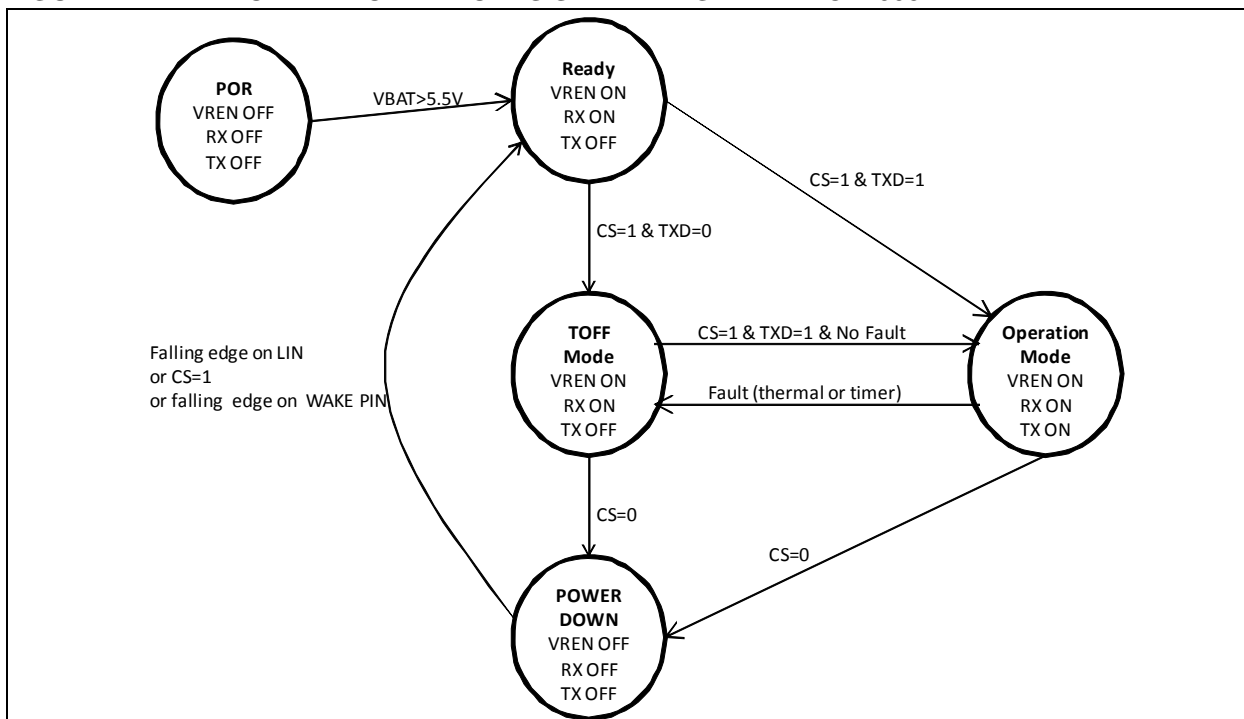 POR
VREN OFF
RX OFF
TX OFF
VBAT>5.5V
Ready
VREN ON
RX ON
TX OFF
CS=1 & TXD=1
CS=1 & TXD=0
Falling edge on LIN
or CS=1
or falling edge on WAKE PIN
TOFF
Mode
VREN ON
RX ON
TX OFF
CS=1 & TXD=1 & No Fault
Fault (thermal or timer)
Operation
Mode
VREN ON
RX ON
TX ON
CS=0
CS=0
POWER
DOWN
VREN OFF
RX OFF
TX OFF